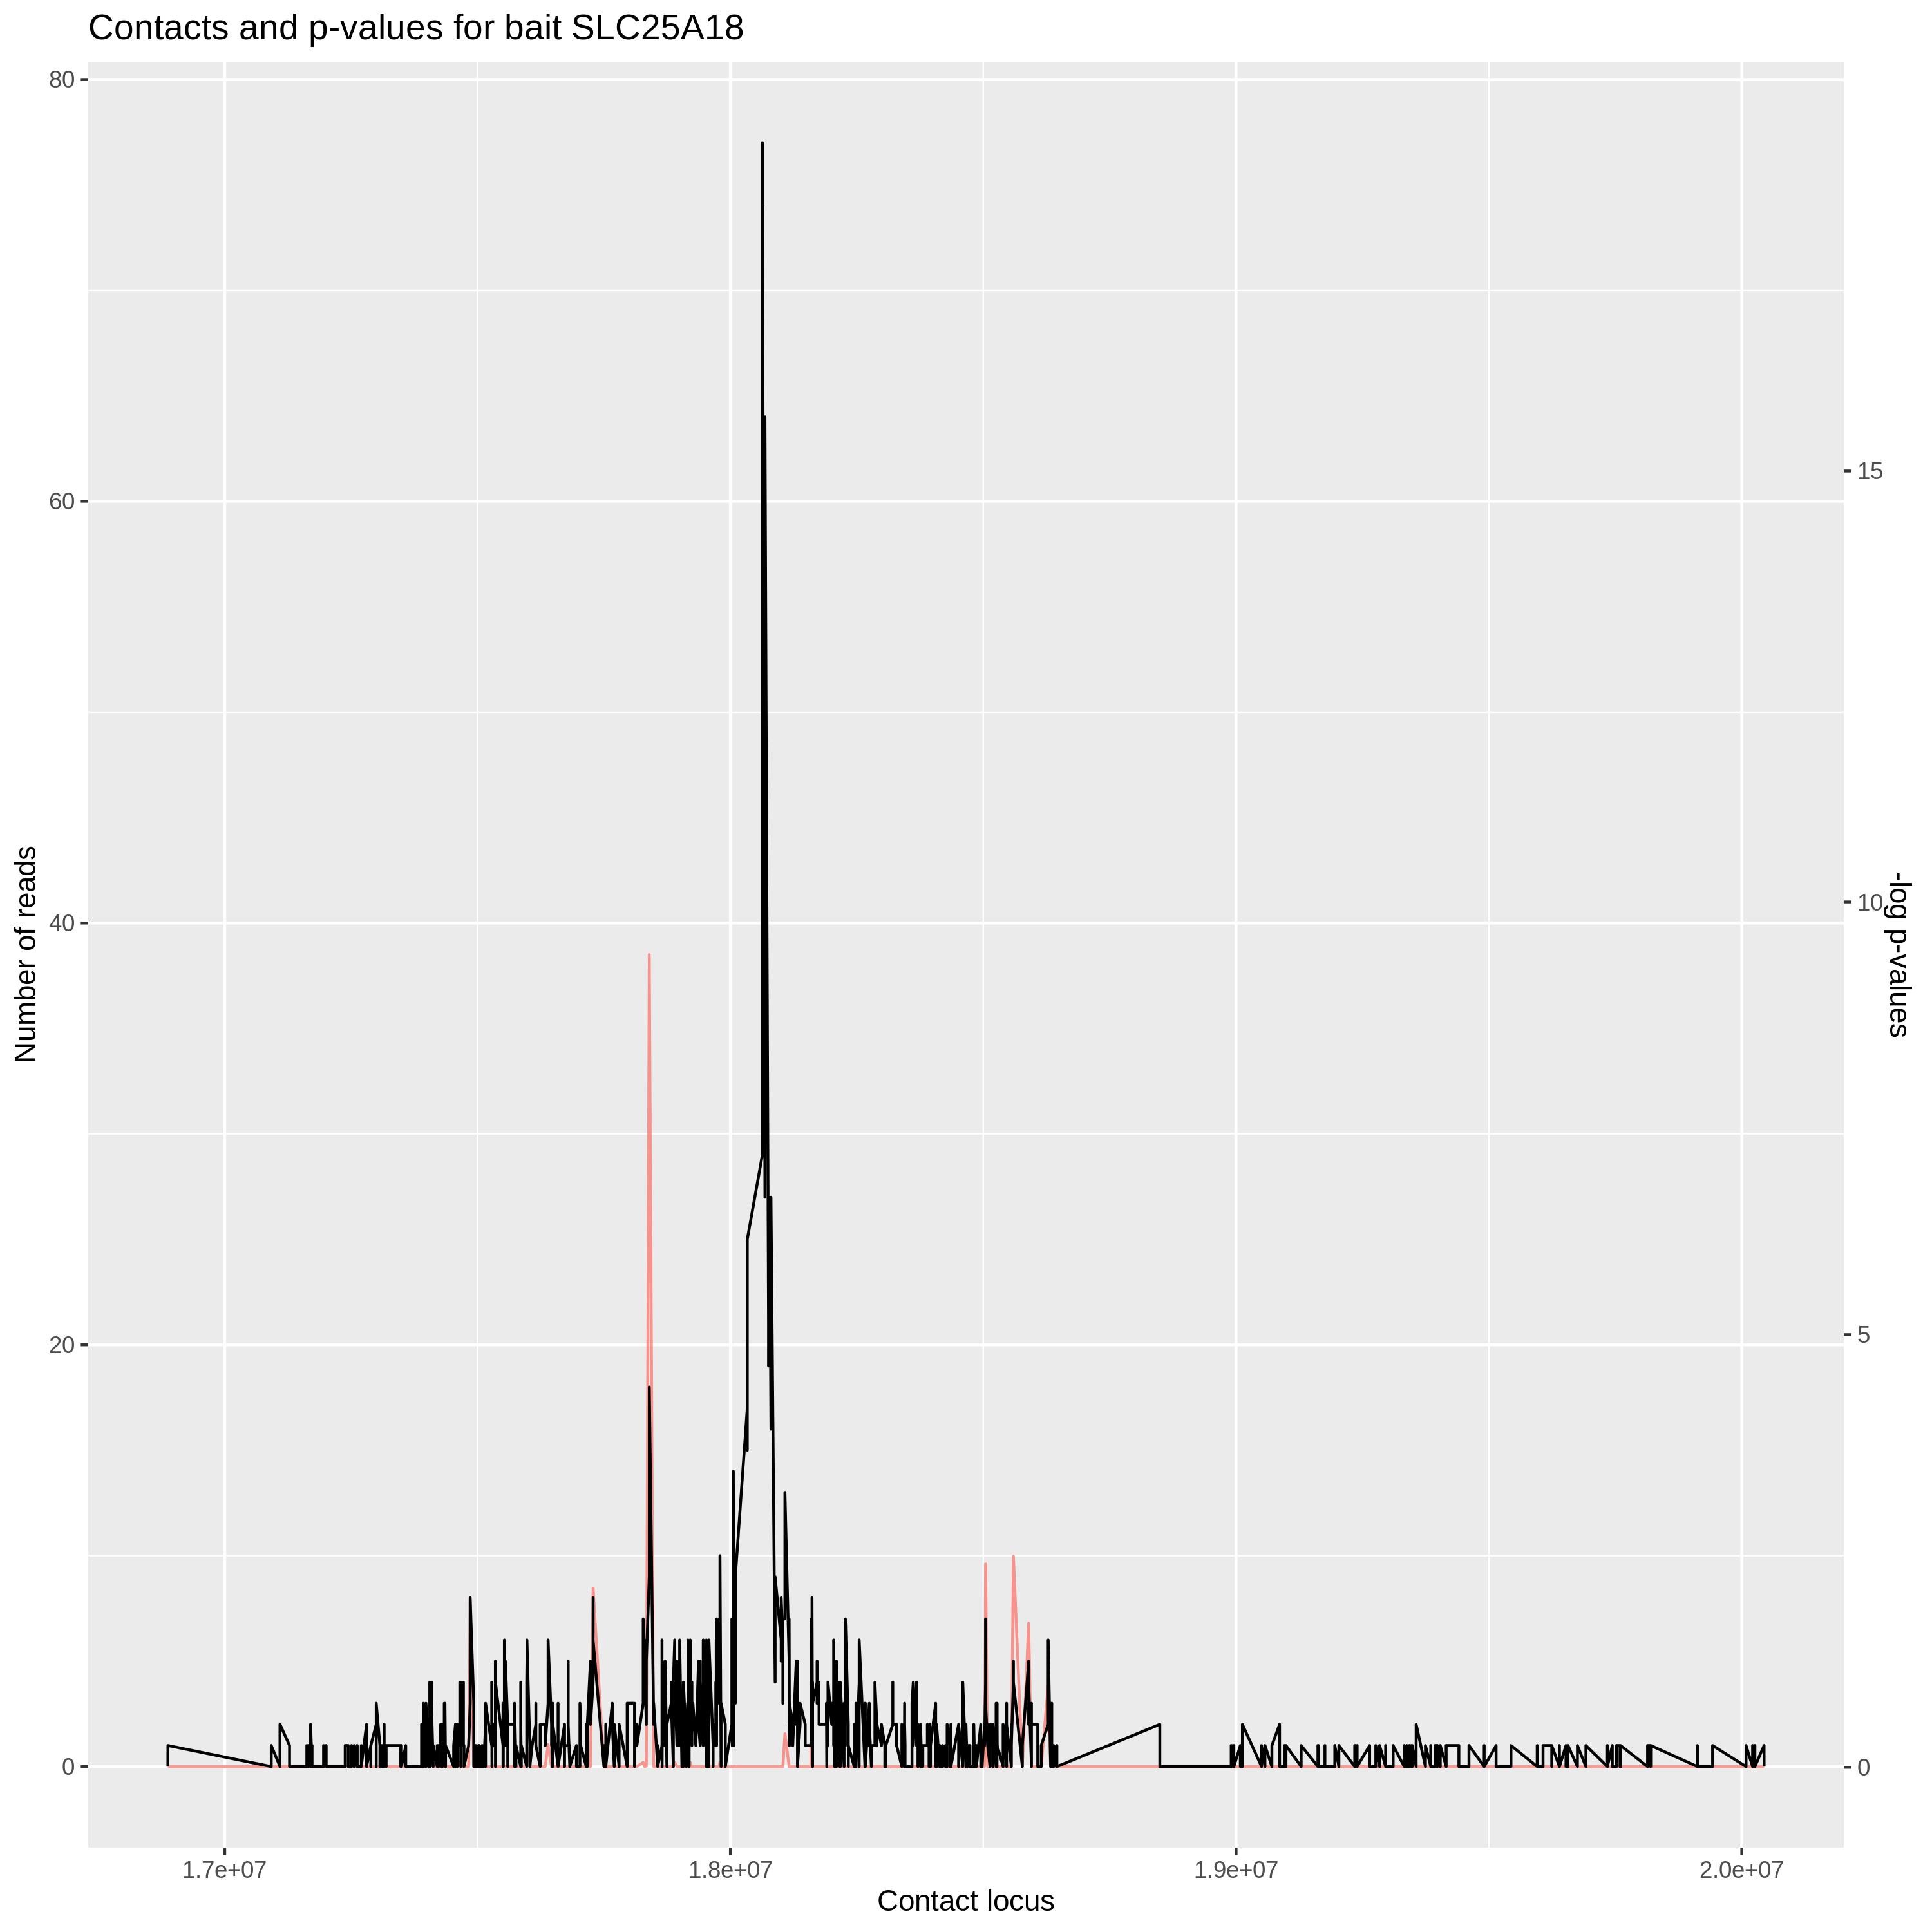 Contacts and p-values for bait SLC25A18
80
60
40
20
0
Number of reads
15
10
5
0
-log p-values
1.7e+07
1.8e+07
1.9e+07
2.0e+07
Contact locus